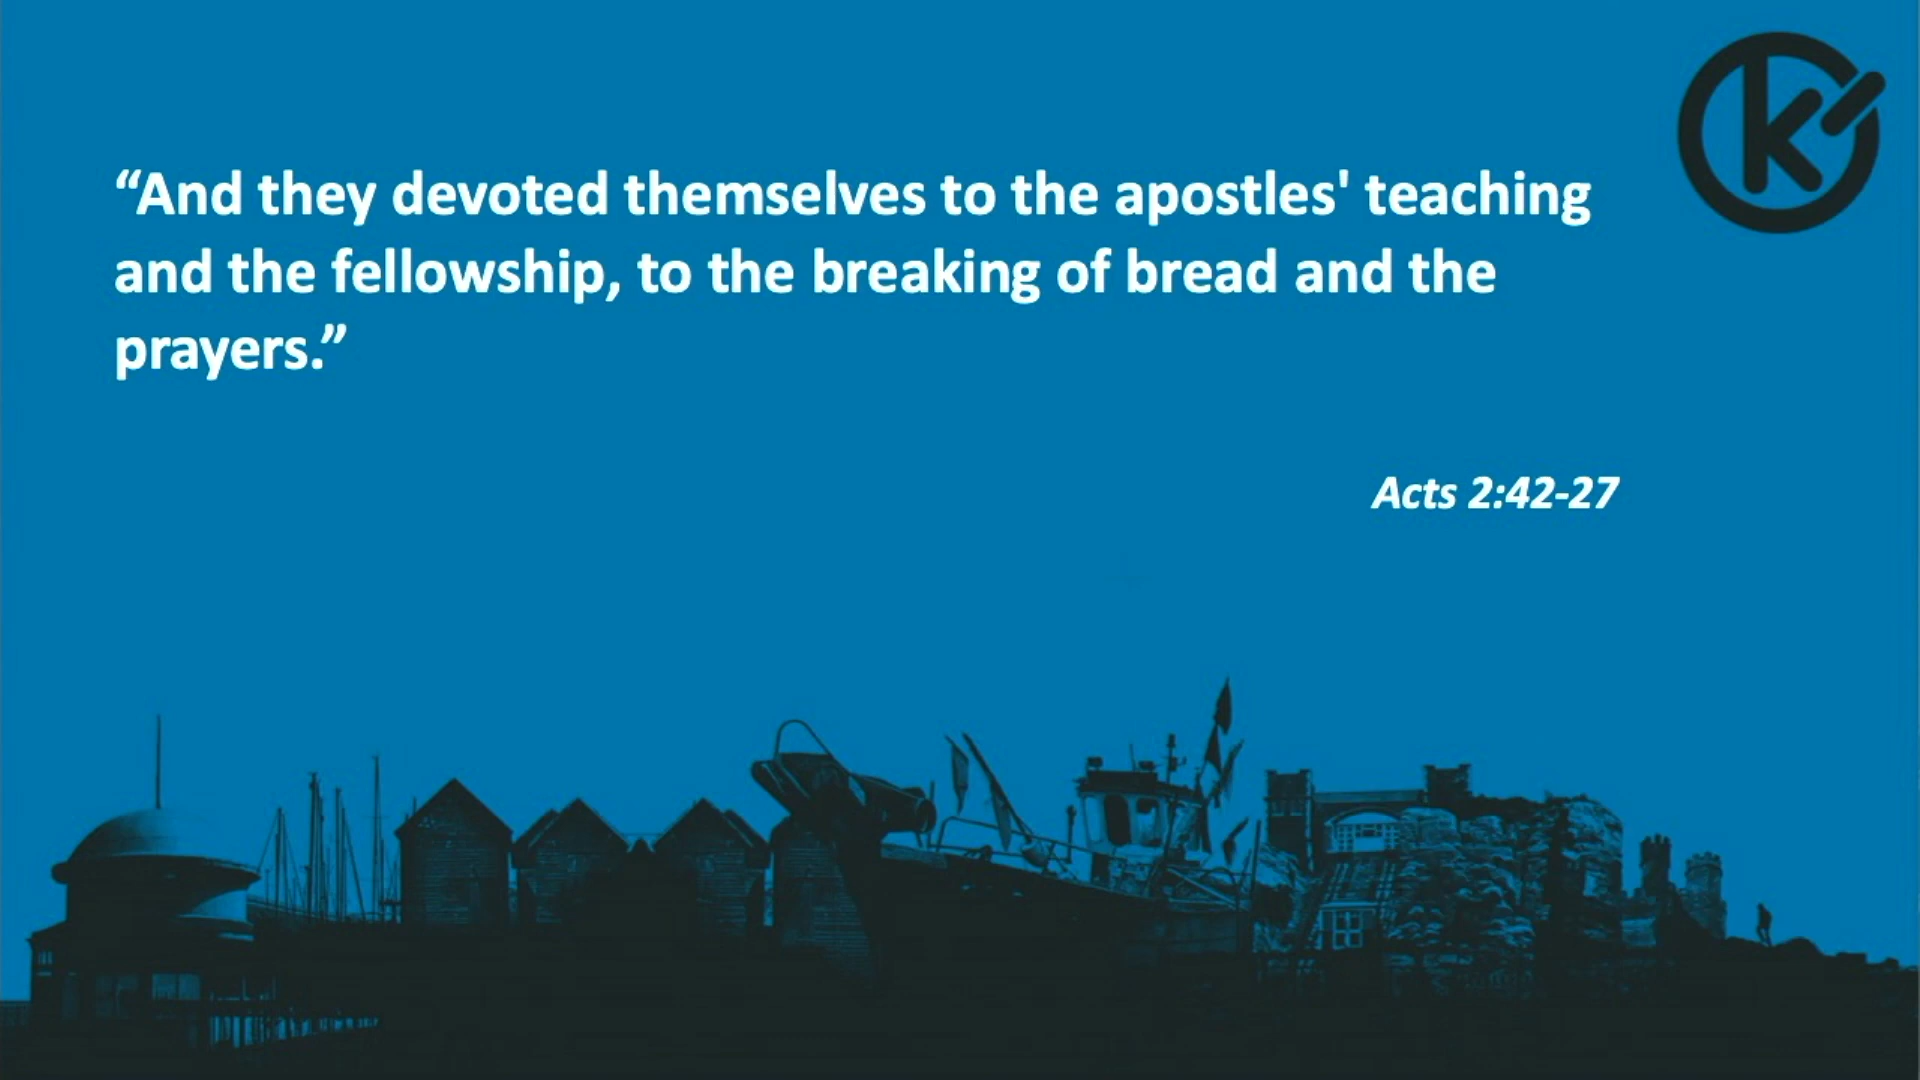 “And they devoted themselves to the apostles' teaching
and the fellowship, to the breaking of bread and the
prayers.”
Acts 2:42-27
k